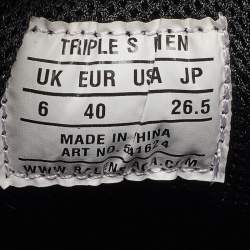 TRIPLE S MEN
UK EUR USA JP
6 40 26.5
MADE IN CHINA
ART NO.